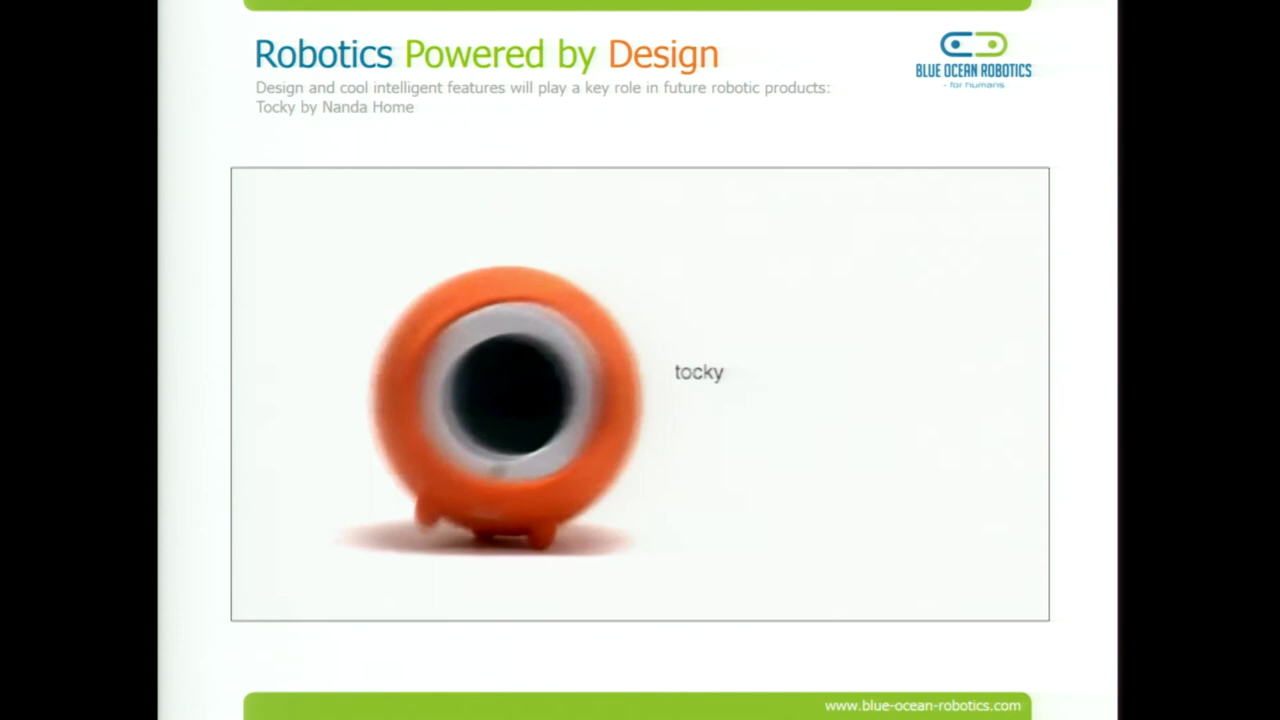 Robotics Powered by Design
BLUE OCEAN ROBOTICS
- for humans
Design and cool intelligent features will play a key role in future robotic products:
Tocky by Nanda Home
tocky
www.blue-ocean-robotics.com